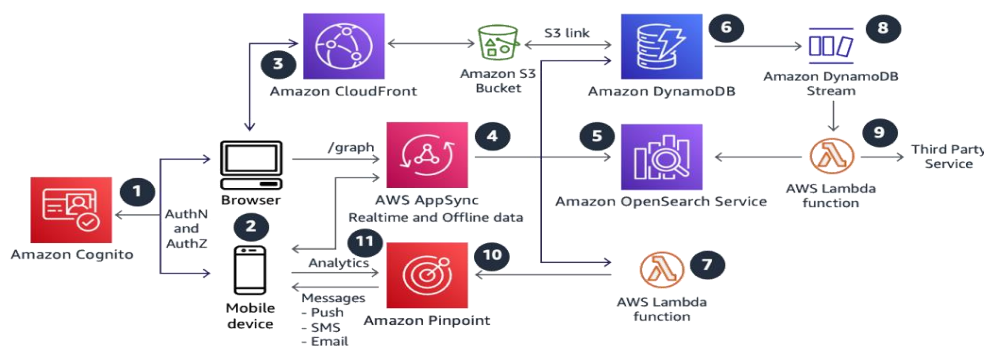 3
Amazon CloudFront
Amazon S3
Bucket
S3 link
6
Amazon DynamoDB
8
Amazon DynamoDB
Stream
1
Amazon Cognito
AuthN
and
AuthZ
Browser
2
Mobile
device
/graph
4
AWS AppSync
Realtime and Offline data
5
Amazon OpenSearch Service
9
AWS Lambda
function
Third Party
Service
11
Analytics
Messages
- Push
- SMS
- Email
10
Amazon Pinpoint
7
AWS Lambda
function